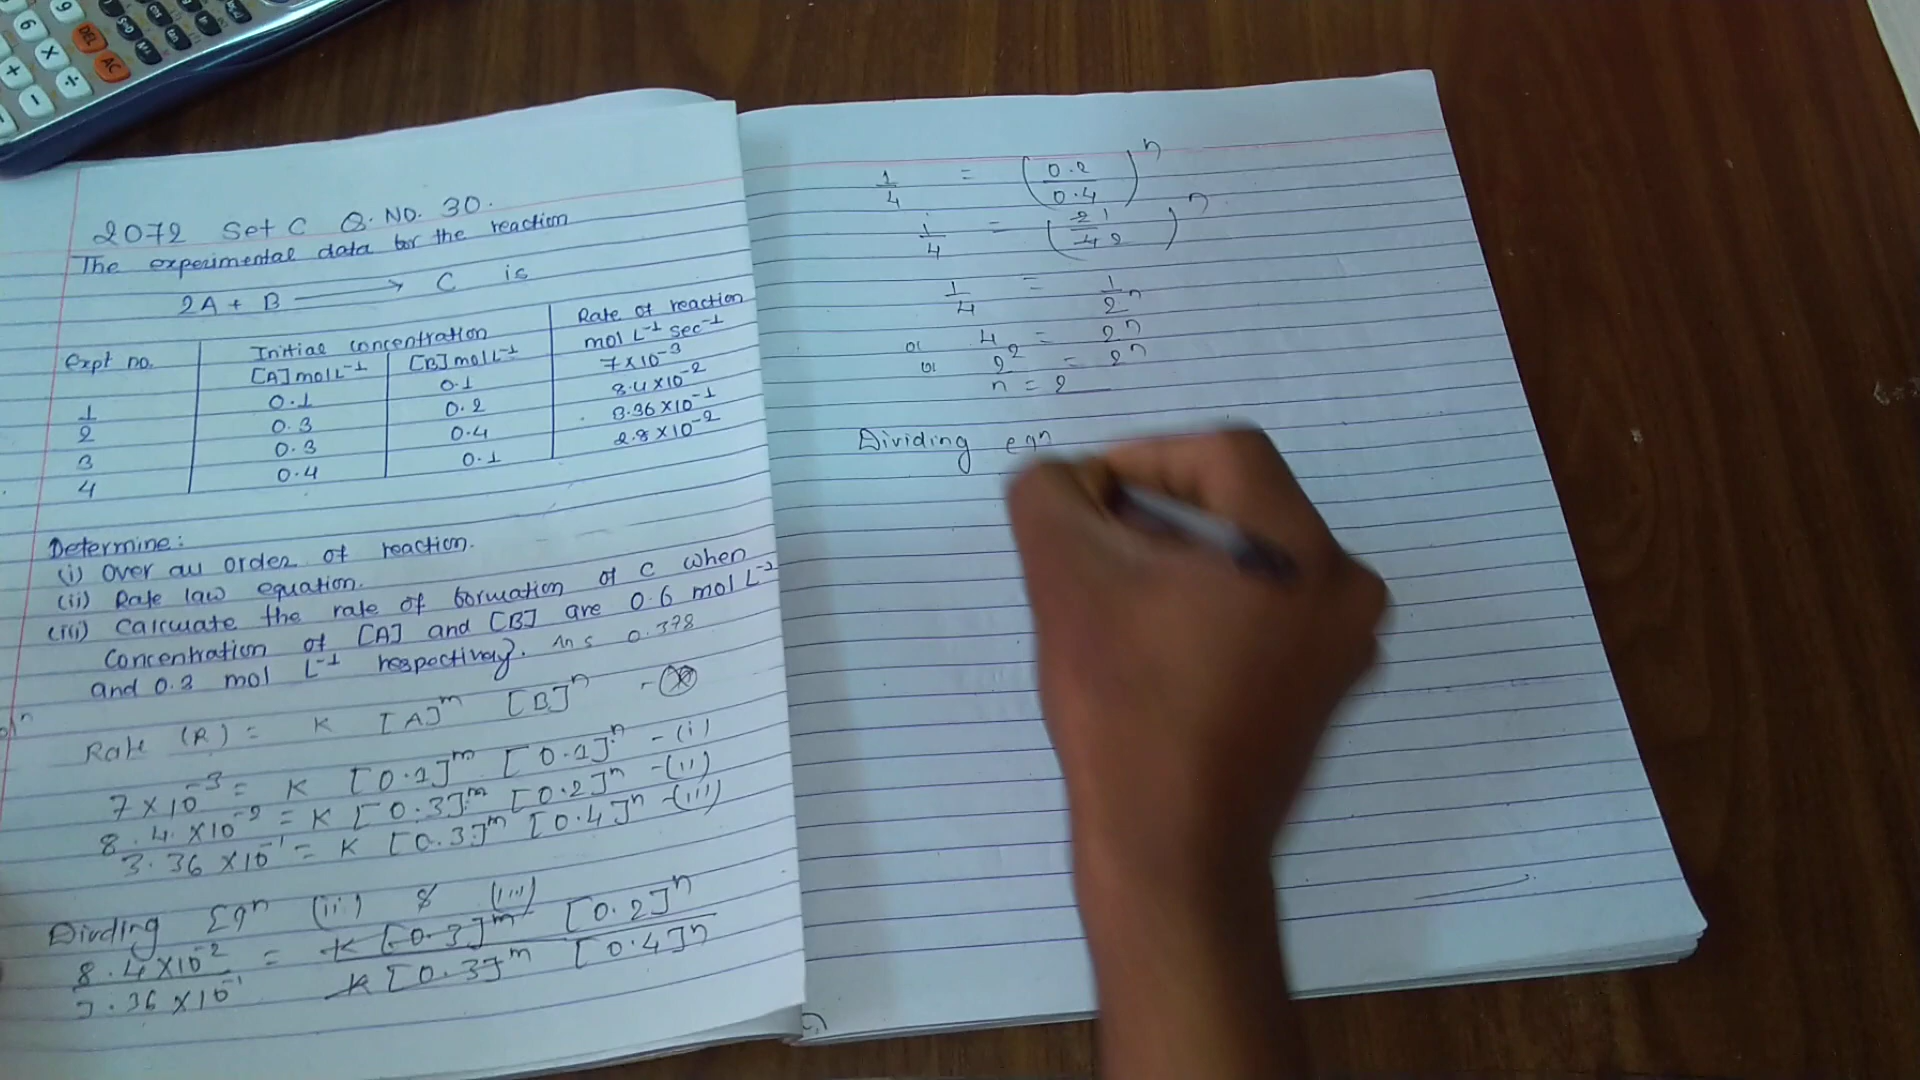 2072 Set C Q. NO. 30.
The experimental data for the reaction
2A + B ⟶ C is
Expt no. Initial concentration Rate of reaction
[A] mol L⁻¹ [B] mol L⁻¹ mol L⁻¹ sec⁻¹
1 0.1 0.1 7×10⁻³
2 0.3 0.2 8.4×10⁻²
3 0.3 0.4 3.36×10⁻¹
4 0.4 0.1 2.8×10⁻²
Determine:
(i) Over all order of reaction.
(ii) Rate law equation.
(iii) Calculate the rate of formation of C when
concentration of [A] and [B] are 0.6 mol L⁻¹
and 0.3 mol L⁻¹ respectively. Ans 0.378
Rate (R) = K [A]ᵐ [B]ⁿ -
7 × 10⁻³ = K [0.1]ᵐ [0.1]ⁿ - (i)
8.4 × 10⁻² = K [0.3]ᵐ [0.2]ⁿ - (ii)
3.36 × 10⁻¹ = K [0.3]ᵐ [0.4]ⁿ - (iii)
Dividing Eqⁿ (ii) & (iii)
8.4×10⁻² / 3.36×10⁻¹ = K [0.3]ᵐ [0.2]ⁿ / K [0.3]ᵐ [0.4]ⁿ
1/4 = (0.2/0.4)ⁿ
1/4 = (2 1/4 2)ⁿ
1/4 = 1/2ⁿ
or 4 = 2ⁿ
or 2² = 2ⁿ
n = 2
Dividing eqn
DEL
AC
9
6
×
÷
+
-